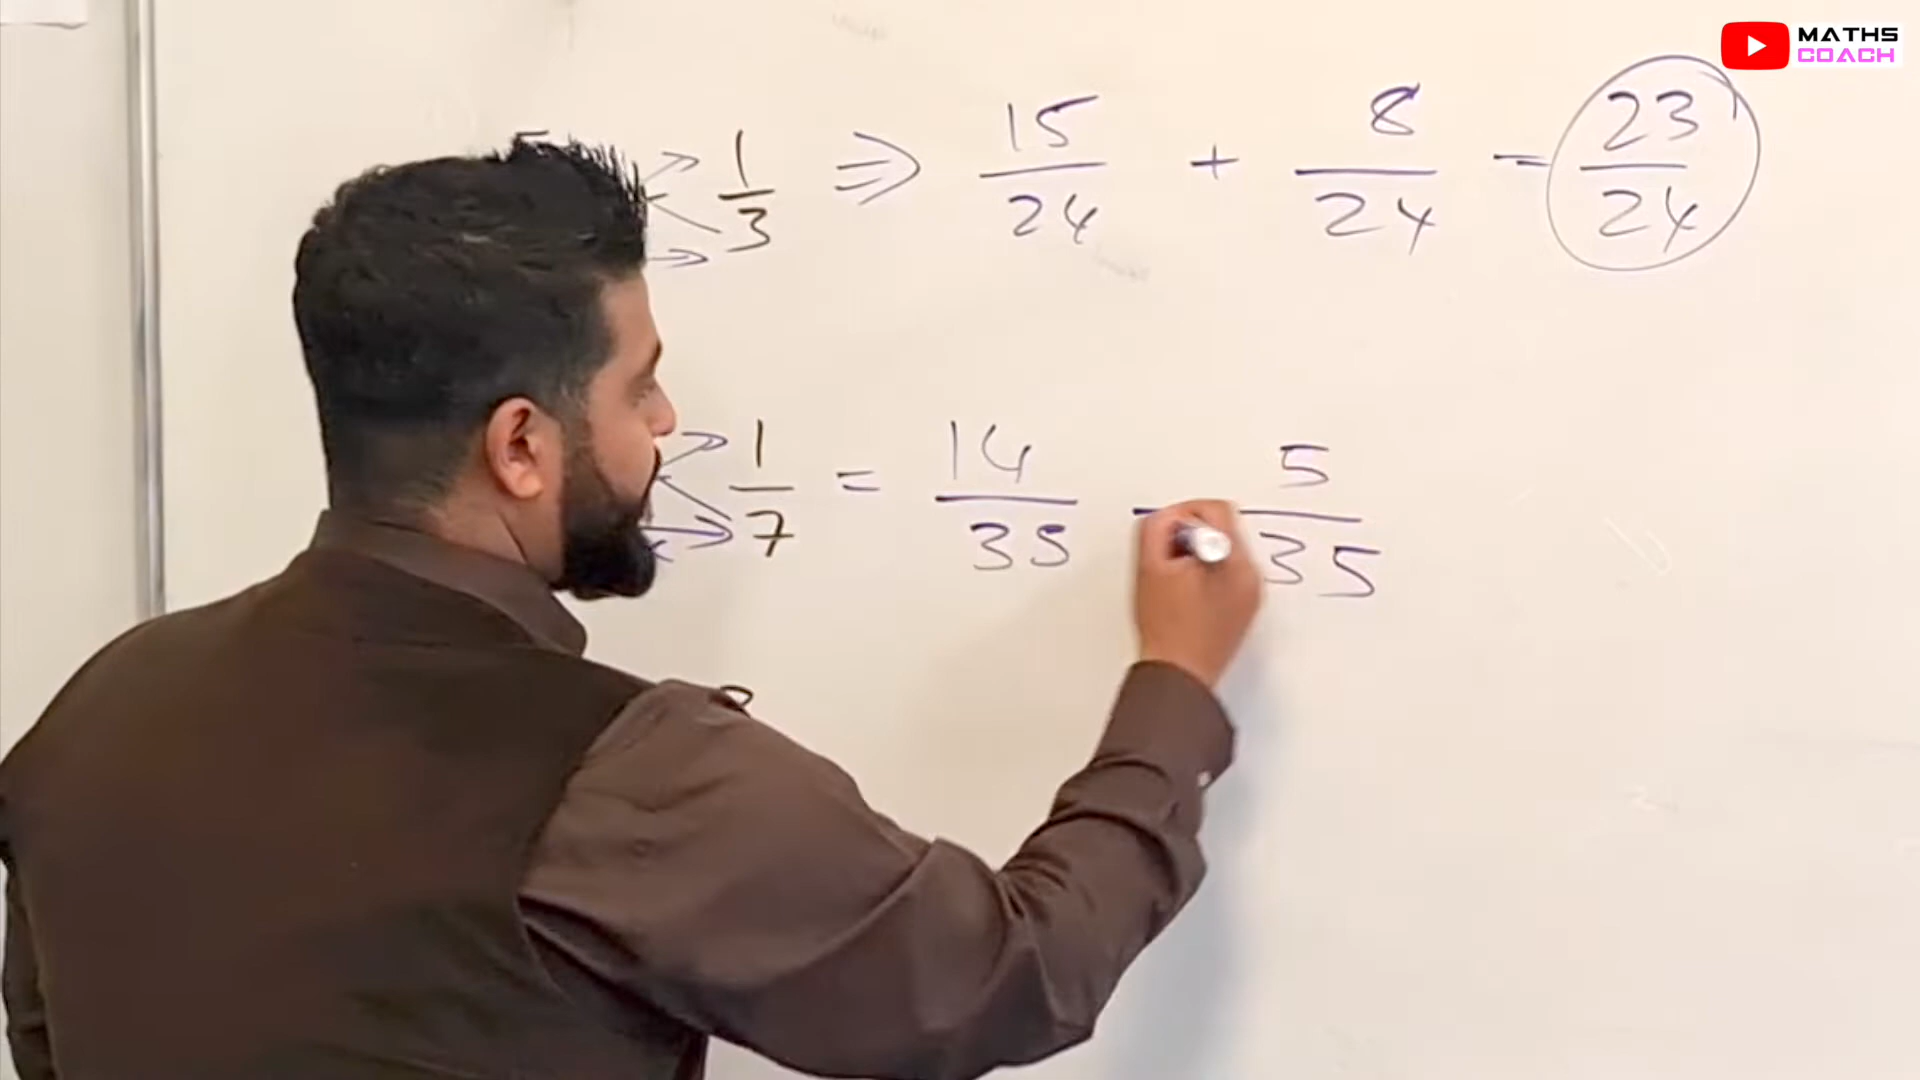 MATHS
COACH
1/3 ⇒ 15/24 + 8/24 = 23/24
1/7 = 14/35 - 5/35